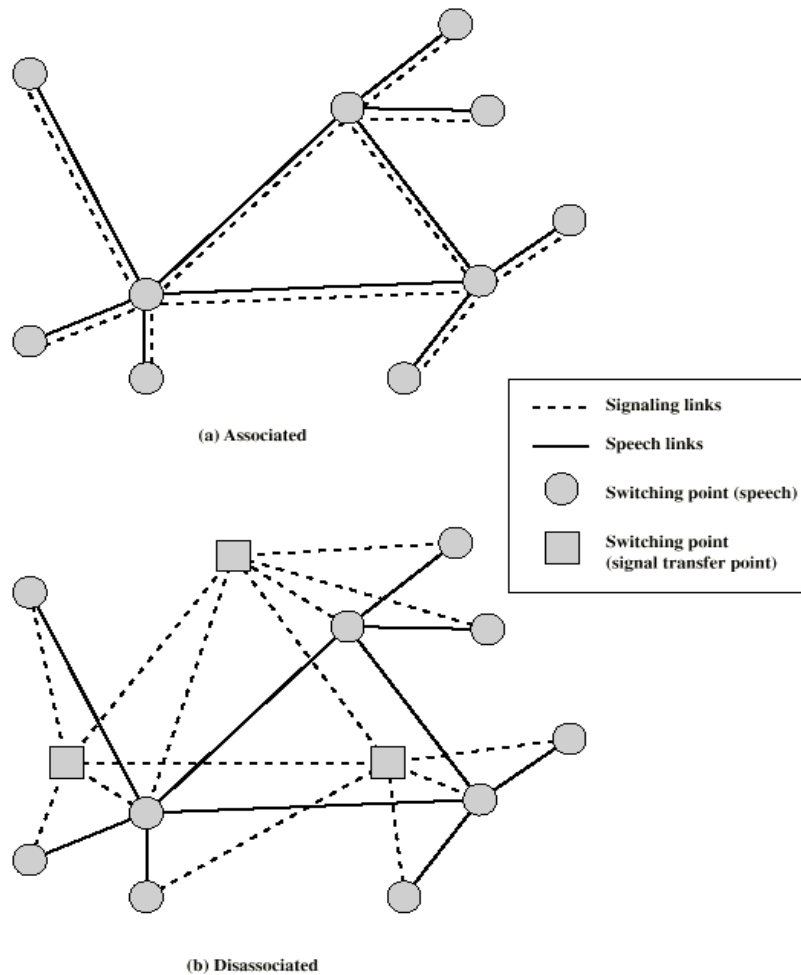 (a) Associated
Signaling links
Speech links
Switching point (speech)
Switching point
(signal transfer point)
(b) Disassociated